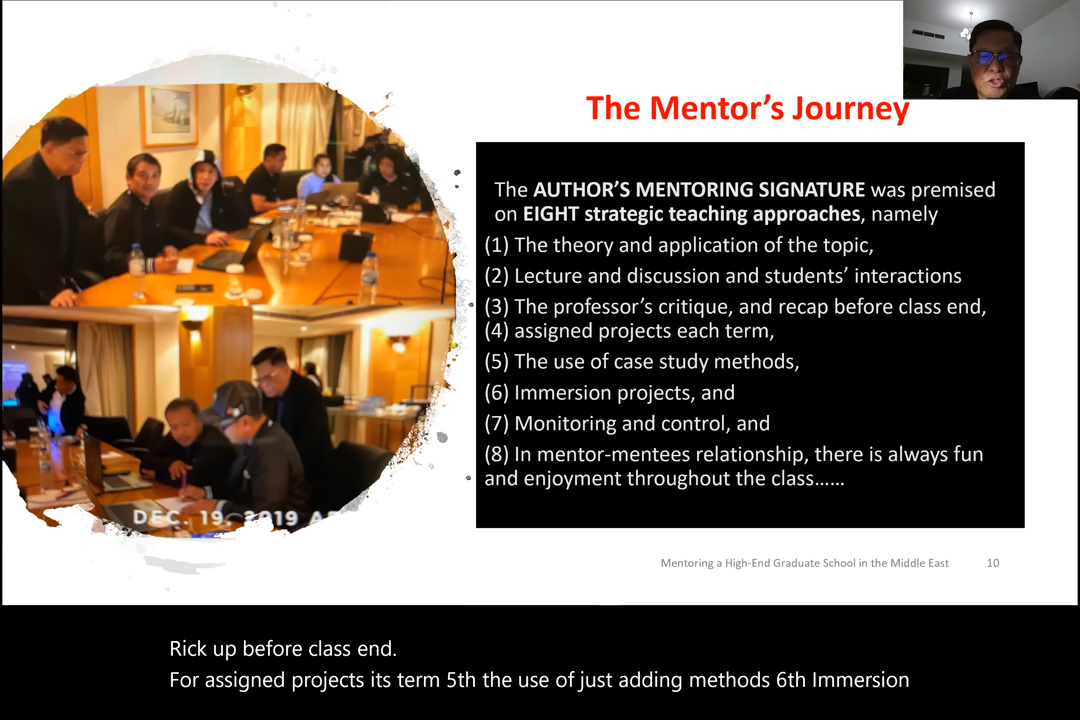 The Mentor's Journey
The AUTHOR'S MENTORING SIGNATURE was premised
on EIGHT strategic teaching approaches, namely
(1) The theory and application of the topic,
(2) Lecture and discussion and students' interactions
(3) The professor's critique, and recap before class end,
(4) assigned projects each term,
(5) The use of case study methods,
(6) Immersion projects, and
(7) Monitoring and control, and
(8) In mentor-mentees relationship, there is always fun
and enjoyment throughout the class……
DEC. 19, 2019
Mentoring a High-End Graduate School in the Middle East 10
Rick up before class end.
For assigned projects its term 5th the use of just adding methods 6th Immersion